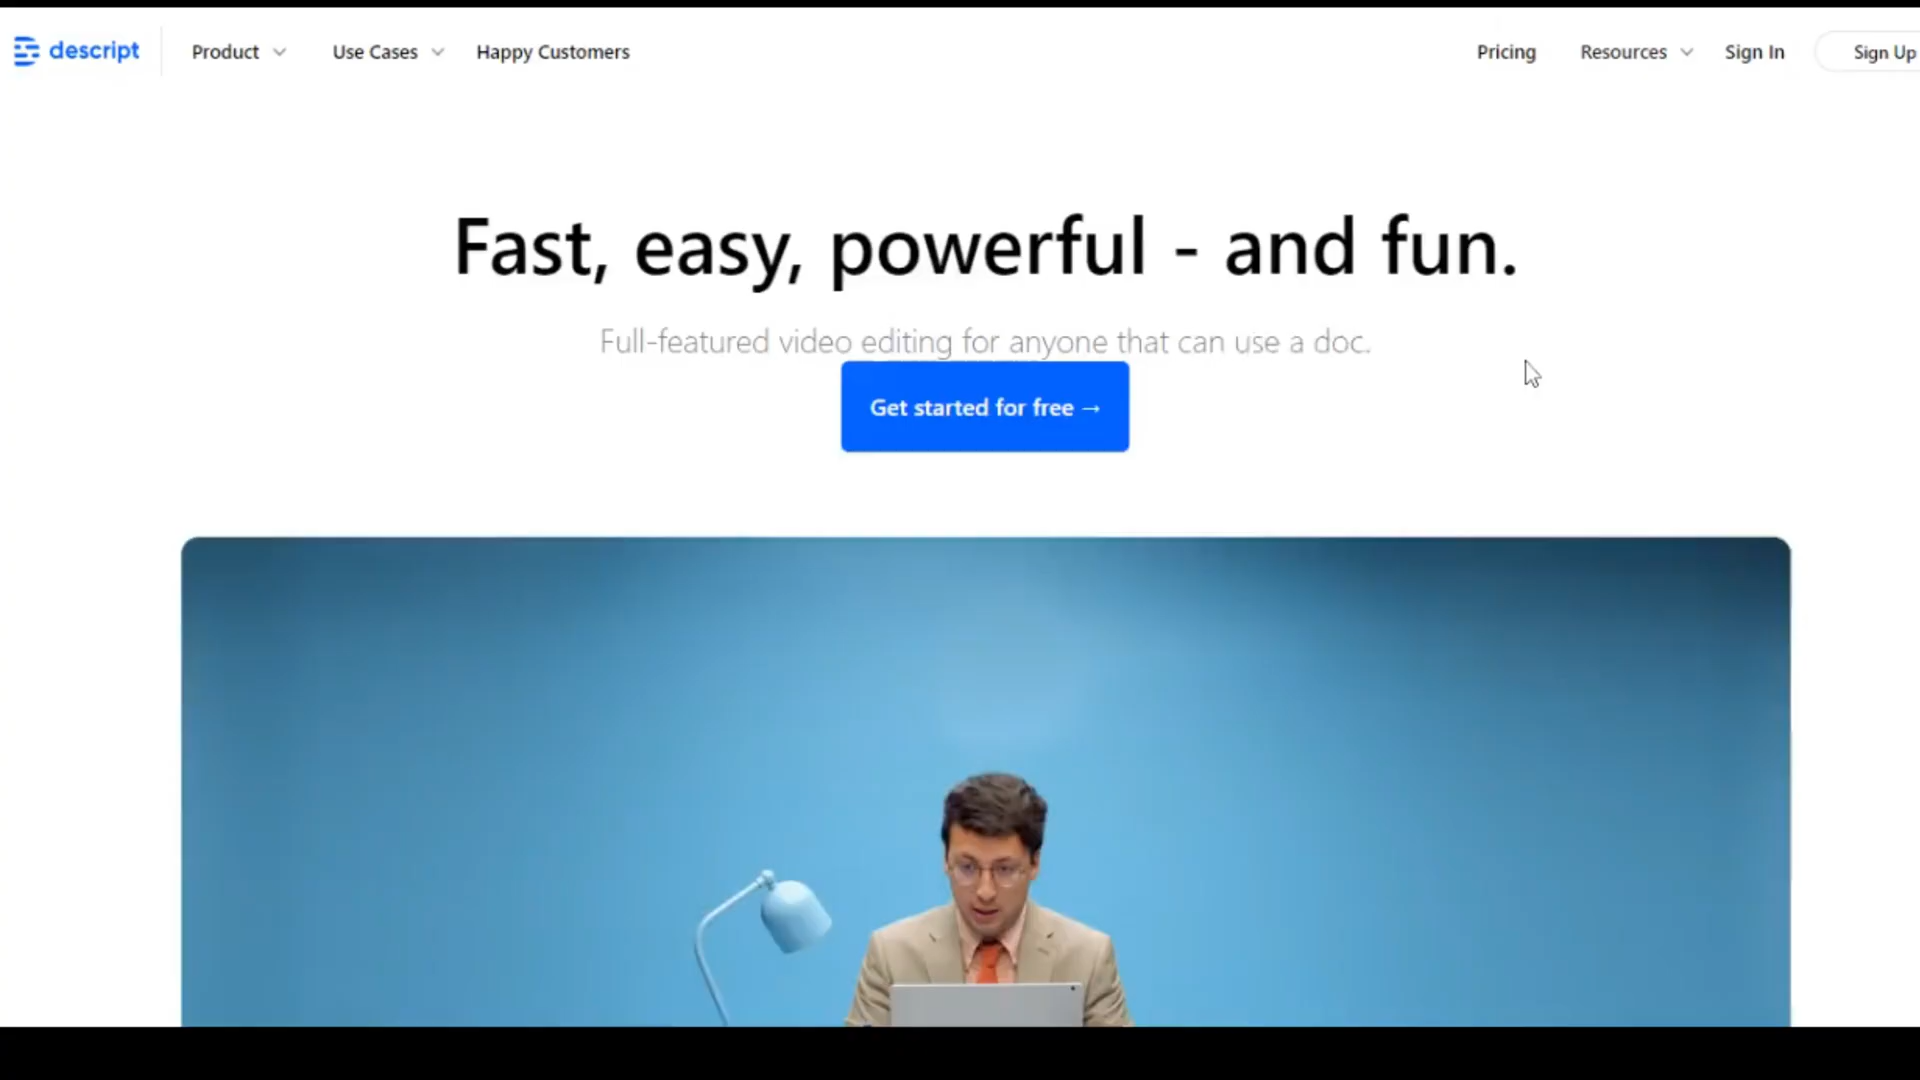 descript
Product
Use Cases
Happy Customers
Pricing
Resources
Sign In
Sign Up
Fast, easy, powerful - and fun.
Full-featured video editing for anyone that can use a doc.
Get started for free →